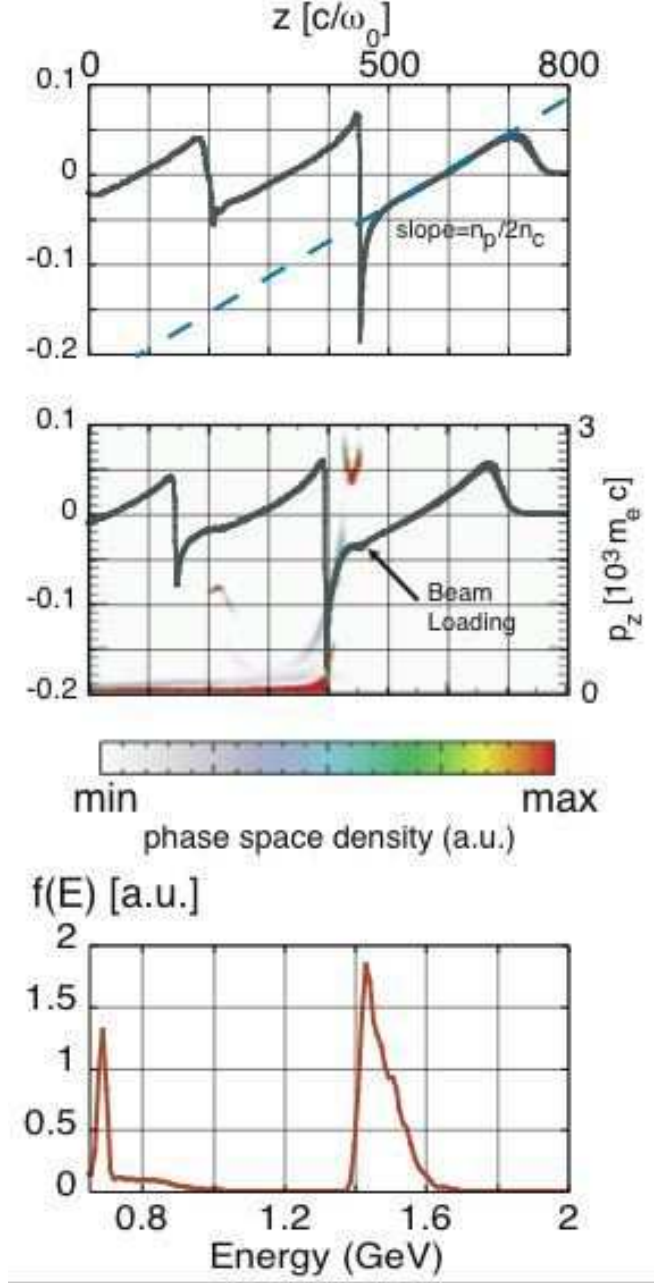 z [c/ω0]
0 500 800
0.1
0
-0.1
-0.2
slope=np/2nc
0.1
0
-0.1
-0.2
3
0
pz [10³ me c]
Beam
Loading
min max
phase space density (a.u.)
f(E) [a.u.]
2
1.5
1
0.5
0
0.8 1.2 1.6 2
Energy (GeV)